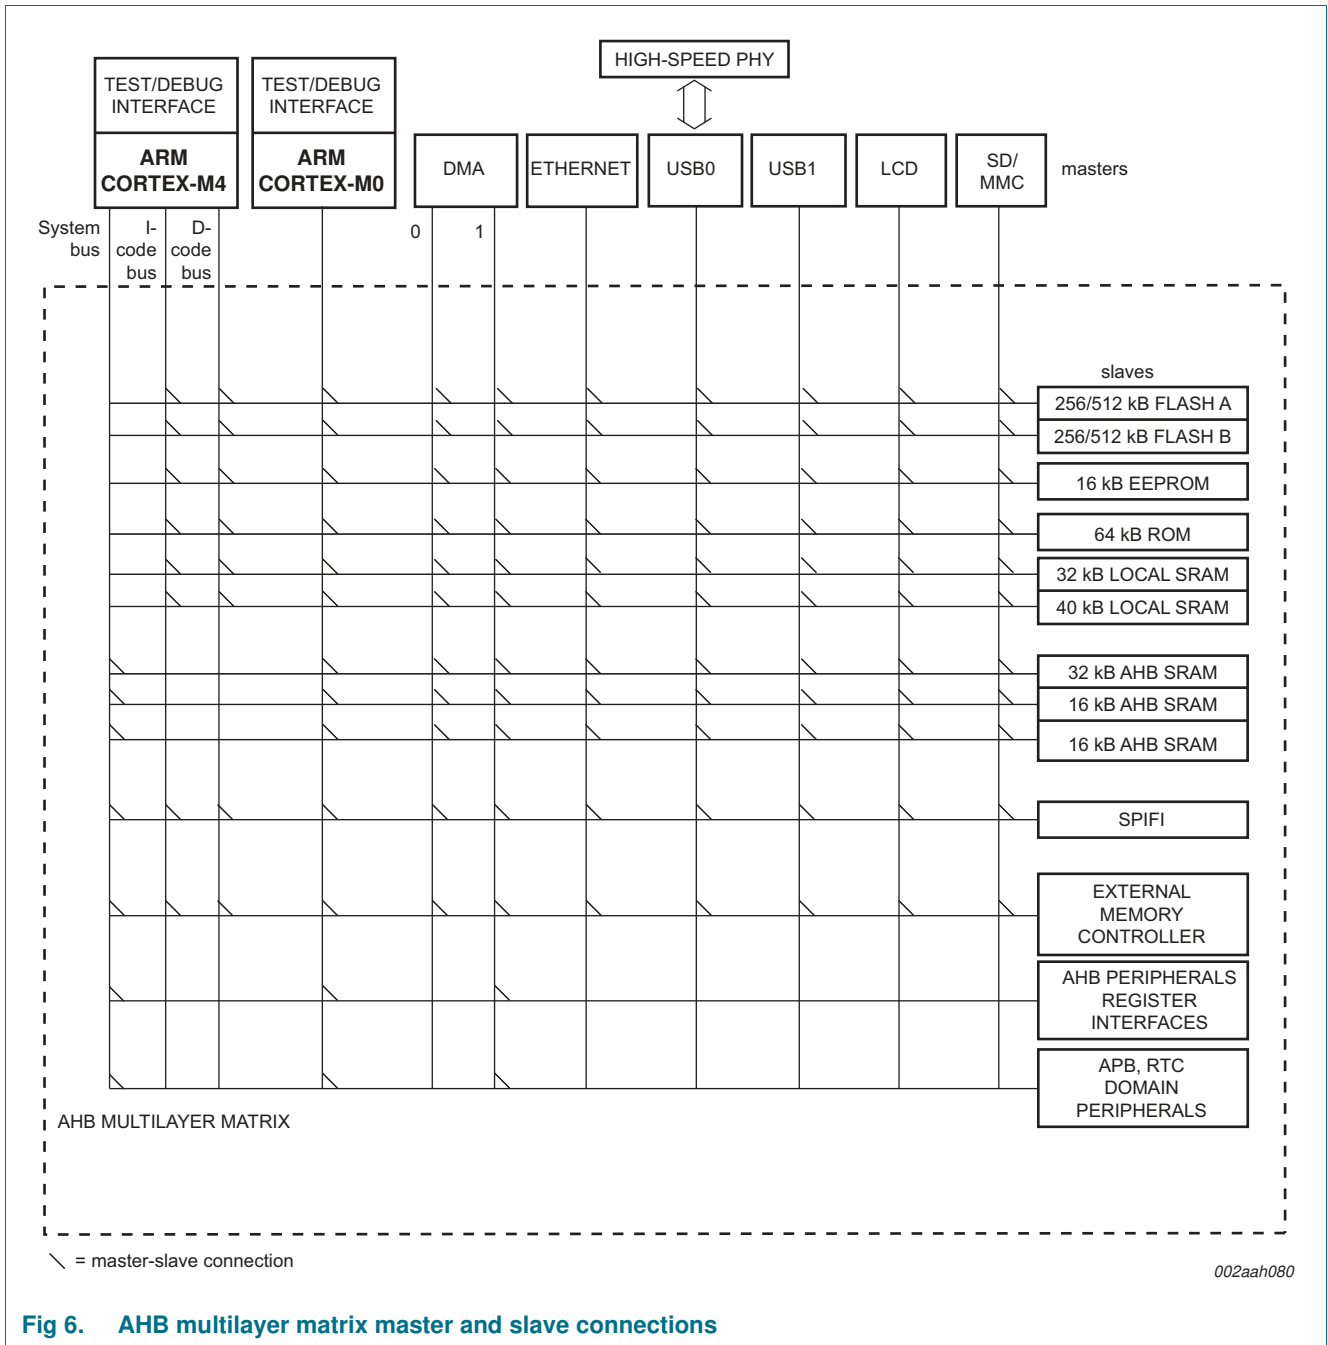 HIGH-SPEED PHY
TEST/DEBUG
INTERFACE
TEST/DEBUG
INTERFACE
ARM
CORTEX-M4
ARM
CORTEX-M0
DMA
ETHERNET
USB0
USB1
LCD
SD/
MMC
masters
System
bus
I-
code
bus
D-
code
bus
0
1
slaves
256/512 kB FLASH A
256/512 kB FLASH B
16 kB EEPROM
64 kB ROM
32 kB LOCAL SRAM
40 kB LOCAL SRAM
32 kB AHB SRAM
16 kB AHB SRAM
16 kB AHB SRAM
SPIFI
EXTERNAL
MEMORY
CONTROLLER
AHB PERIPHERALS
REGISTER
INTERFACES
APB, RTC
DOMAIN
PERIPHERALS
AHB MULTILAYER MATRIX
= master-slave connection
002aah080
Fig 6. AHB multilayer matrix master and slave connections